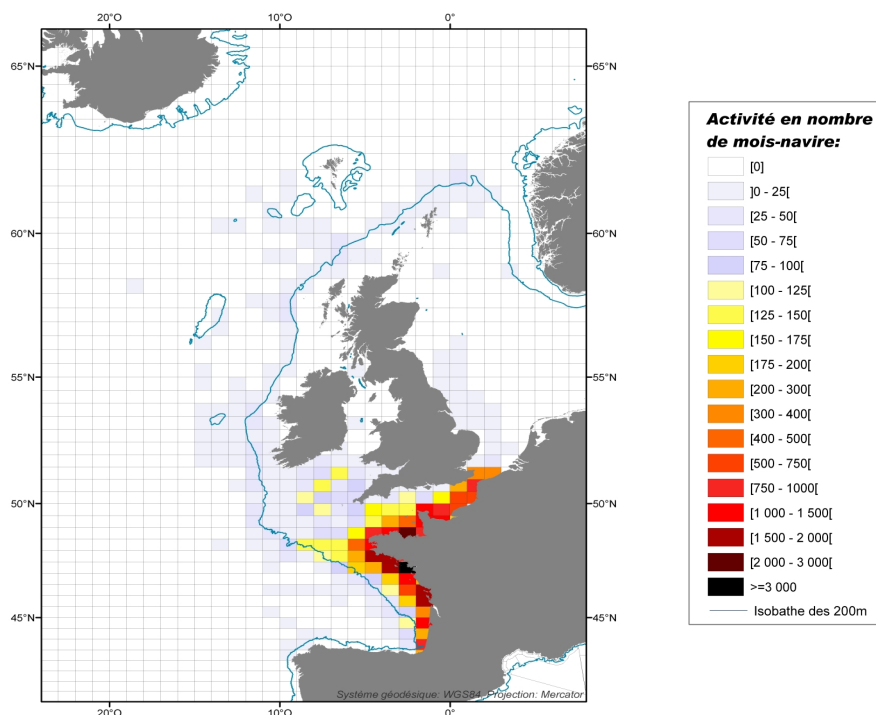 20°O 10°O 0°
65°N 65°N
60°N 60°N
55°N 55°N
50°N 50°N
45°N 45°N
Système géodésique: WGS84. Projection: Mercator
20°O 10°O 0°
Activité en nombre
de mois-navire:
[0]
]0 - 25[
[25 - 50[
[50 - 75[
[75 - 100[
[100 - 125[
[125 - 150[
[150 - 175[
[175 - 200[
[200 - 300[
[300 - 400[
[400 - 500[
[500 - 750[
[750 - 1000[
[1 000 - 1 500[
[1 500 - 2 000[
[2 000 - 3 000[
>=3 000
Isobathe des 200m